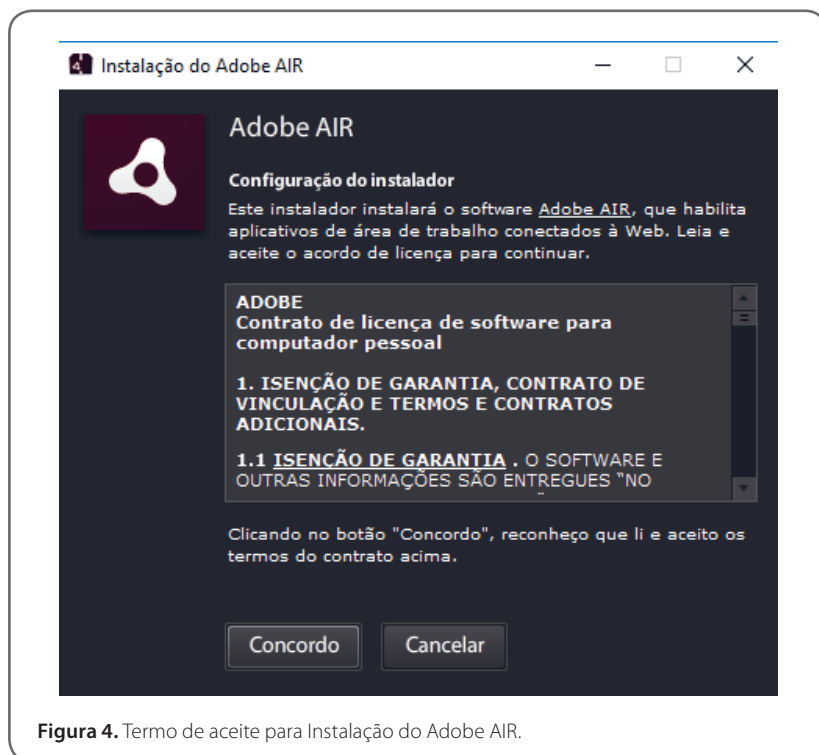 Instalação do Adobe AIR
Adobe AIR
Configuração do instalador
Este instalador instalará o software Adobe AIR, que habilita
aplicativos de área de trabalho conectados à Web. Leia e
aceite o acordo de licença para continuar.
ADOBE
Contrato de licença de software para
computador pessoal
1. ISENÇÃO DE GARANTIA, CONTRATO DE
VINCULAÇÃO E TERMOS E CONTRATOS
ADICIONAIS.
1.1 ISENÇÃO DE GARANTIA . O SOFTWARE E
OUTRAS INFORMAÇÕES SÃO ENTREGUES "NO
Clicando no botão "Concordo", reconheço que li e aceito os
termos do contrato acima.
Concordo
Cancelar
Figura 4. Termo de aceite para Instalação do Adobe AIR.